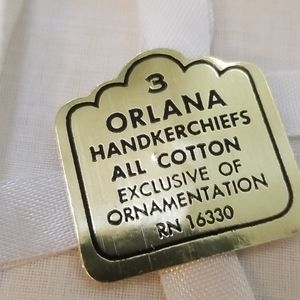 3
ORLANA
HANDKERCHIEFS
ALL COTTON
EXCLUSIVE OF
ORNAMENTATION
RN 16330